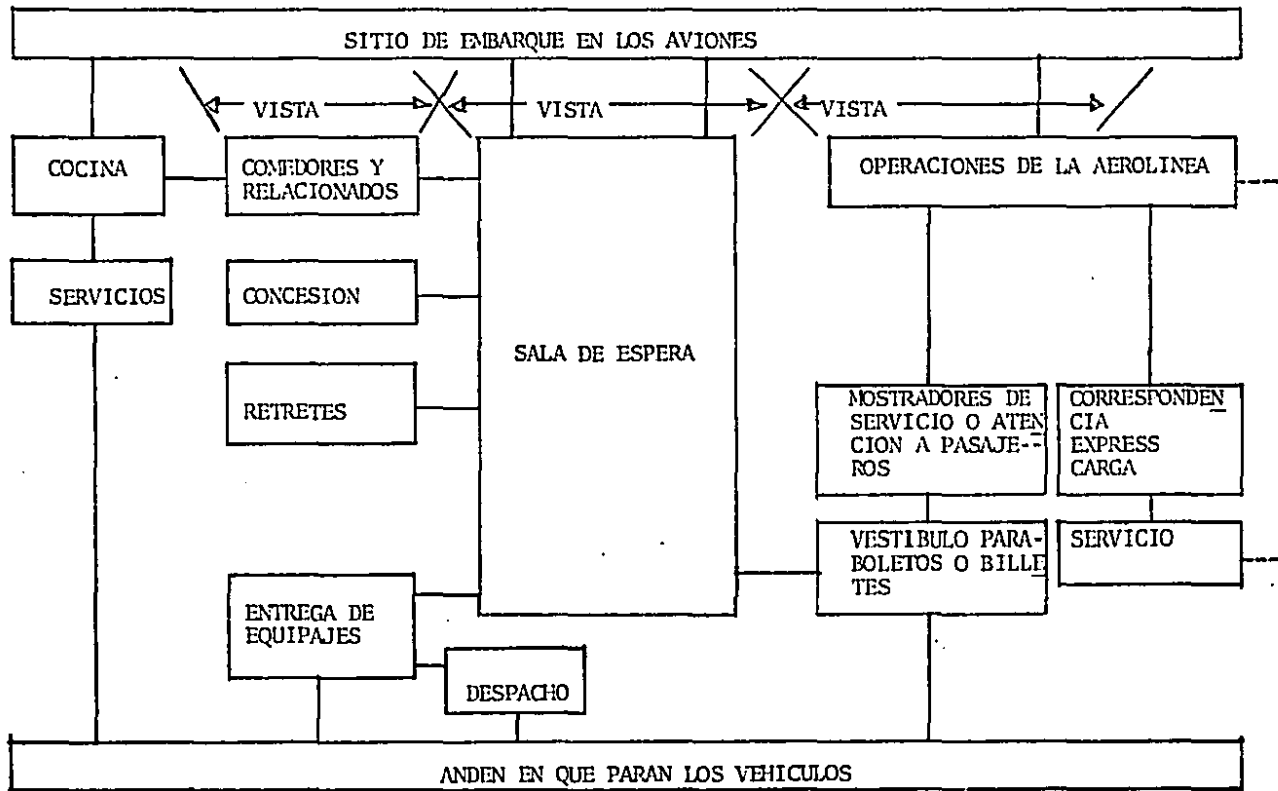 SITIO DE EMBARQUE EN LOS AVIONES
VISTA
VISTA
VISTA
COCINA
COMEDORES Y
RELACIONADOS
OPERACIONES DE LA AEROLINEA
SERVICIOS
CONCESION
SALA DE ESPERA
RETRETES
MOSTRADORES DE
SERVICIO O ATEN
CION A PASAJE--
ROS
CORRESPONDEN
CIA
EXPRESS
CARGA
VESTIBULO PARA-
BOLETOS O BILLE
TES
SERVICIO
ENTREGA DE
EQUIPAJES
DESPACHO
ANDEN EN QUE PARAN LOS VEHICULOS